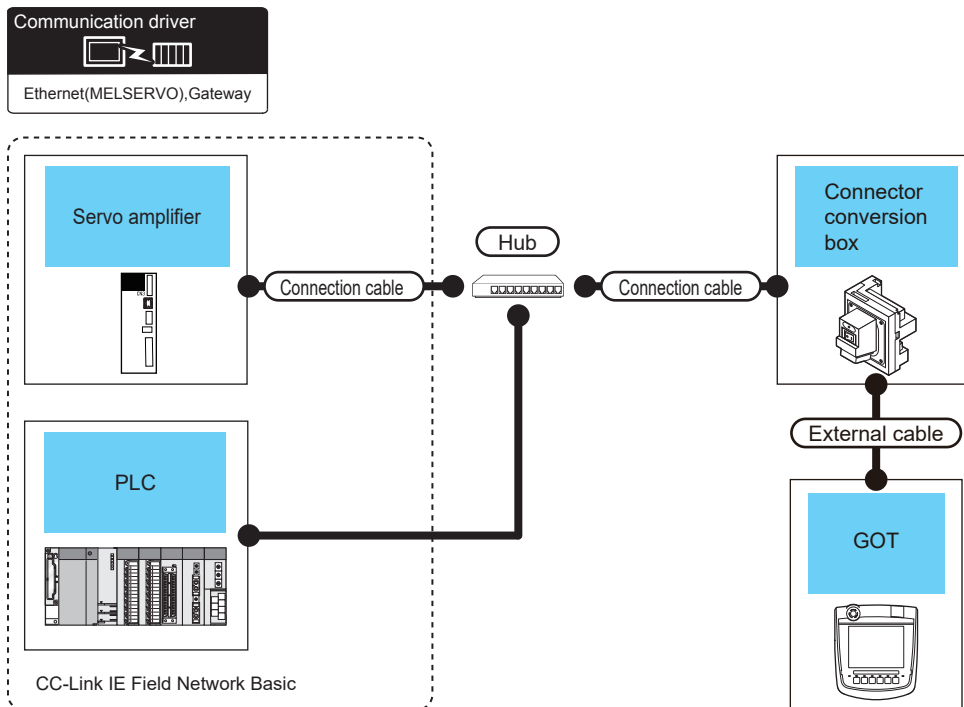 Communication driver
Ethernet(MELSERVO),Gateway
Servo amplifier
Connection cable
Hub
Connection cable
Connector
conversion
box
External cable
PLC
GOT
CC-Link IE Field Network Basic